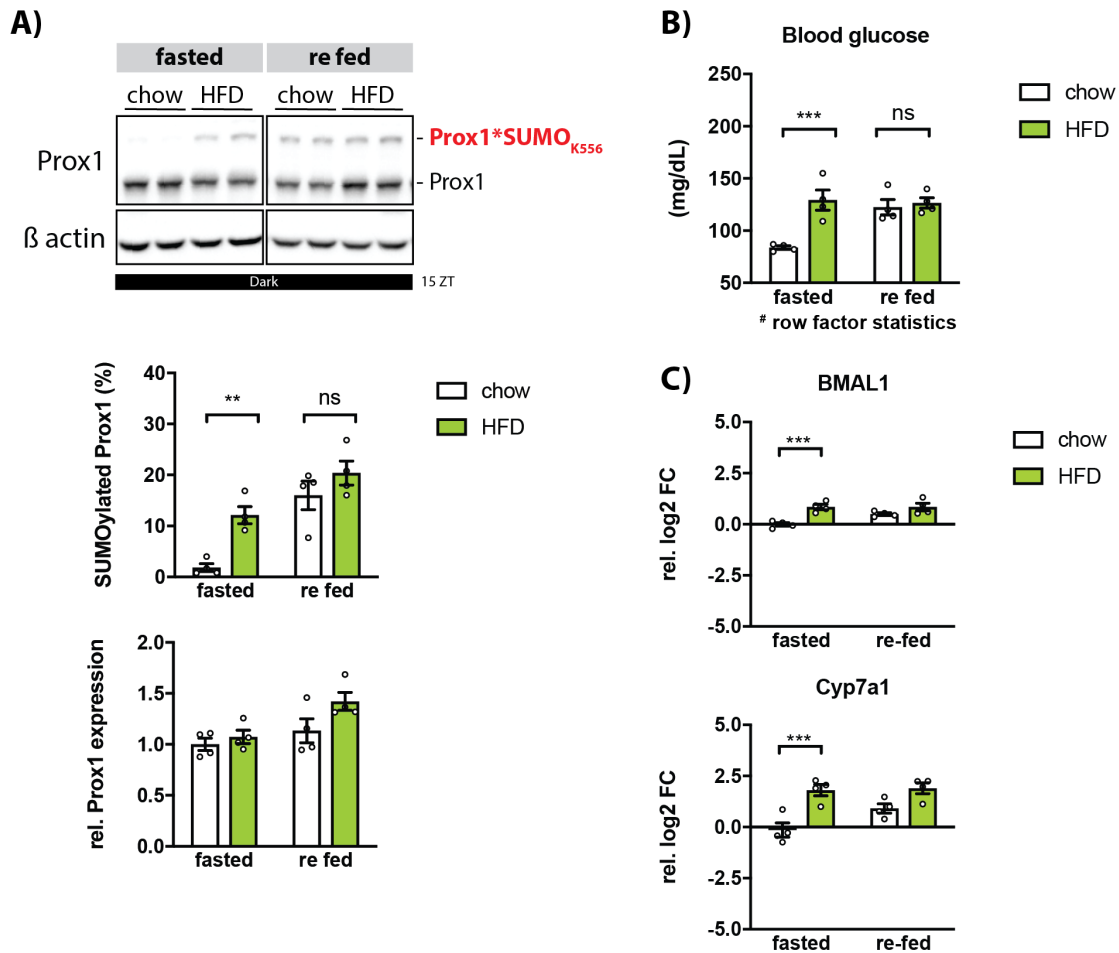 A)
fasted
re fed
chow
HFD
chow
HFD
Prox1
- Prox1*SUMOK556
- Prox1
ß actin
Dark
15 ZT
SUMOylated Prox1 (%)
40
30
20
10
0
**
ns
chow
HFD
fasted
re fed
rel. Prox1 expression
2.0
1.5
1.0
0.5
0.0
fasted
re fed
B)
Blood glucose
(mg/dL)
250
200
150
100
50
***
ns
chow
HFD
fasted
re fed
# row factor statistics
C)
BMAL1
rel. log2 FC
5.0
2.5
0.0
-2.5
-5.0
***
chow
HFD
fasted
re-fed
Cyp7a1
rel. log2 FC
5.0
2.5
0.0
-2.5
-5.0
***
fasted
re-fed